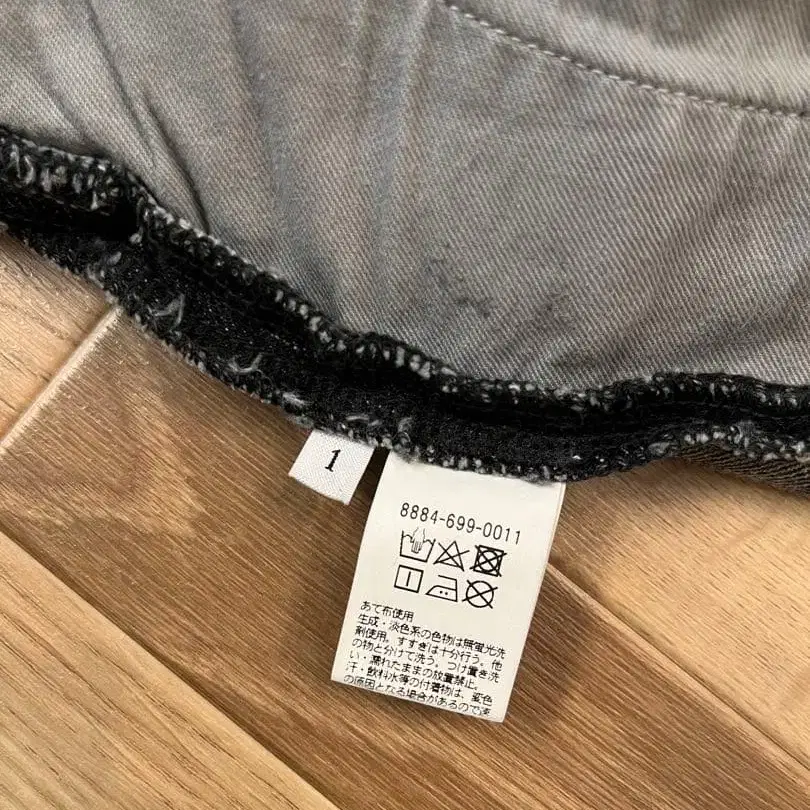 1
8884-699-0011
あて布使用
生成・淡色系の色物は無蛍光洗
剤使用。すすぎは十分行う。他
の物と分けて洗う。つけ置き洗
い・濡れたままの放置禁止。
汗・飲料水等の付着物は、変色
の原因となる場合があるので速